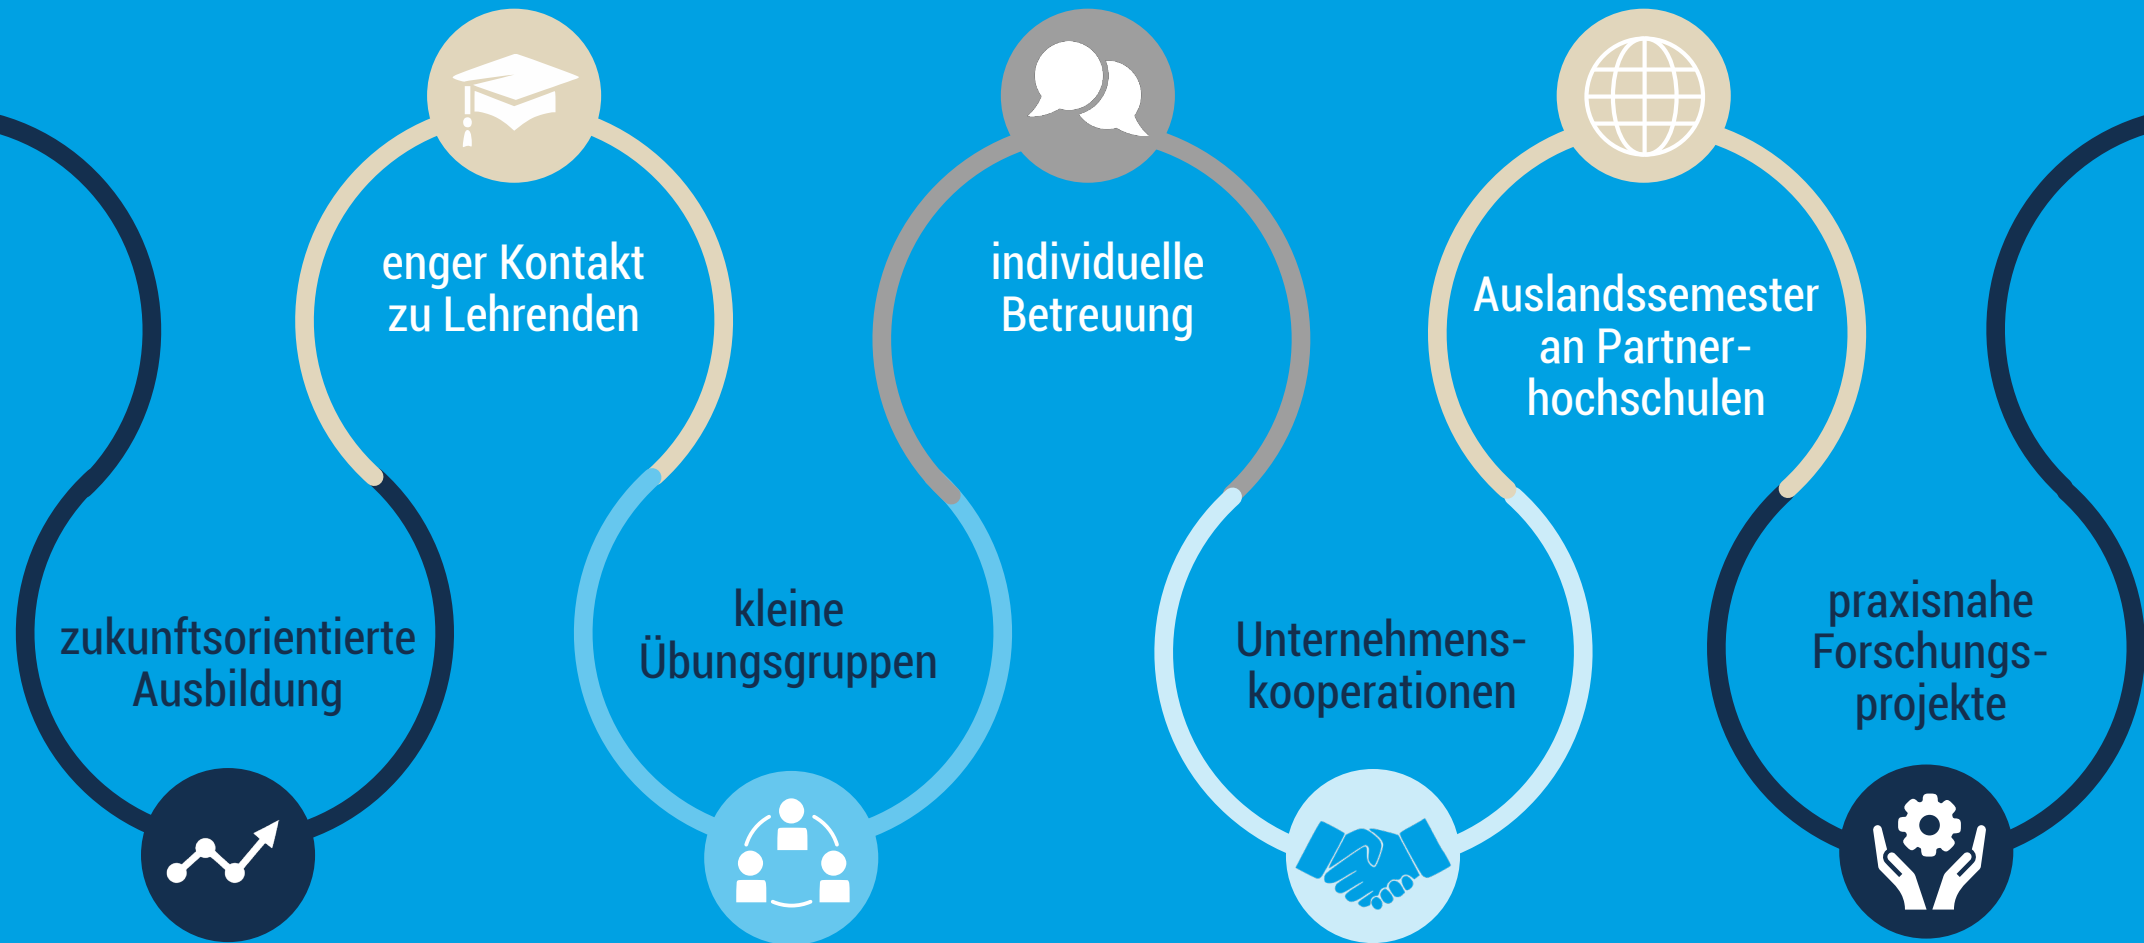 zukunftsorientierte
Ausbildung
enger Kontakt
zu Lehrenden
kleine
Übungsgruppen
individuelle
Betreuung
Unternehmens-
kooperationen
Auslandssemester
an Partner-
hochschulen
praxisnahe
Forschungs-
projekte